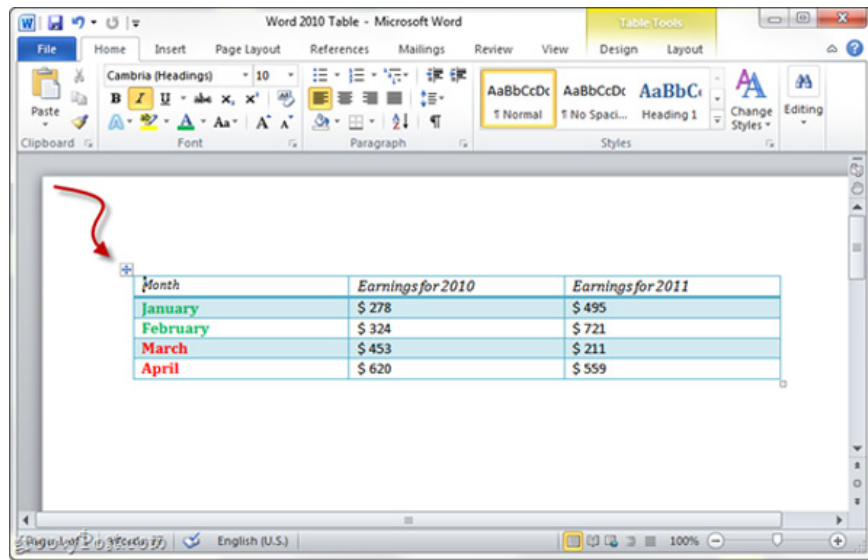 Word 2010 Table - Microsoft Word
Table Tools
File Home Insert Page Layout References Mailings Review View Design Layout
Cambria (Headings) 10
Paste
B I U abc x, x² Aa A A
AaBbCcDc AaBbCcDc AaBbC
¶ Normal ¶ No Spaci... Heading 1
Change Styles
Editing
Clipboard Font Paragraph Styles
Month Earnings for 2010 Earnings for 2011
January $ 278 $ 495
February $ 324 $ 721
March $ 453 $ 211
April $ 620 $ 559
English (U.S.) 100%